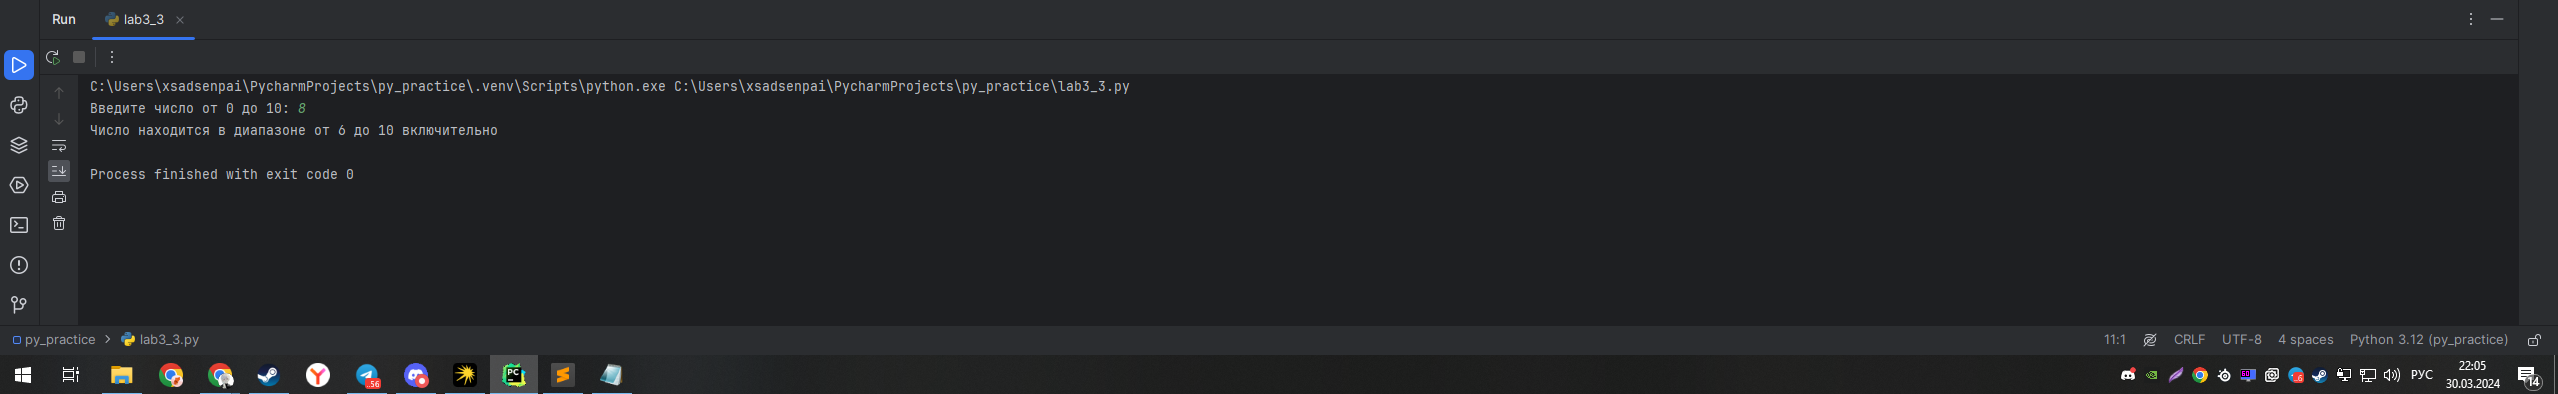 Run lab3_3
C:\Users\xsadsenpai\PycharmProjects\py_practice\.venv\Scripts\python.exe C:\Users\xsadsenpai\PycharmProjects\py_practice\lab3_3.py
Введите число от 0 до 10: 8
Число находится в диапазоне от 6 до 10 включительно
Process finished with exit code 0
py_practice > lab3_3.py 11:1 CRLF UTF-8 4 spaces Python 3.12 (py_practice)
.56 PC 60 РУС 22:05
30.03.2024 14